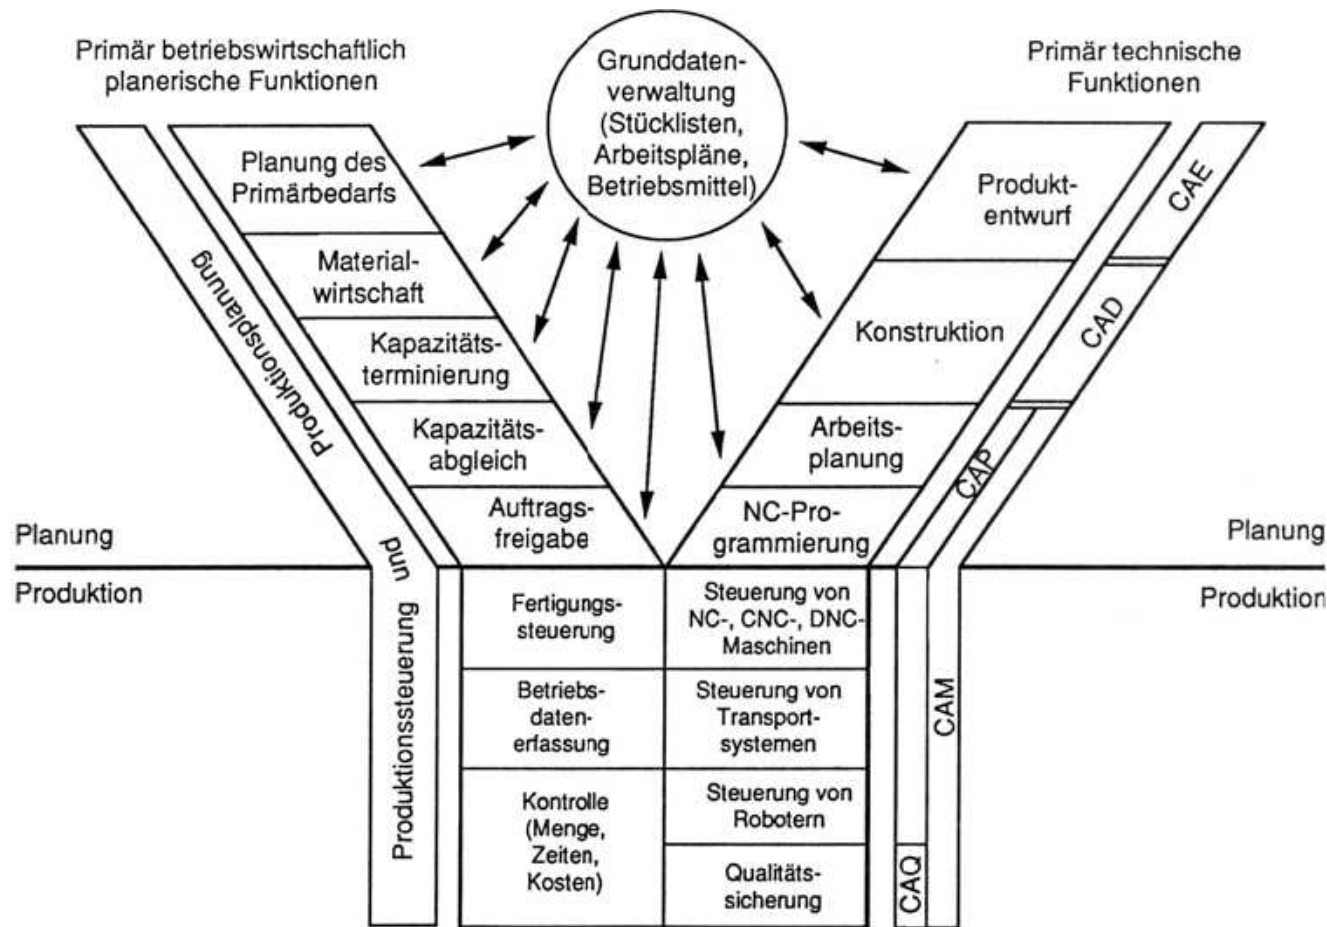 Primär betriebswirtschaftlich
planerische Funktionen
Grunddaten-
verwaltung
(Stücklisten,
Arbeitspläne,
Betriebsmittel)
Primär technische
Funktionen
Produktionsplanung
und
Produktionssteuerung
Planung des
Primärbedarfs
Material-
wirtschaft
Kapazitäts-
terminierung
Kapazitäts-
abgleich
Auftrags-
freigabe
Produkt-
entwurf
Konstruktion
Arbeits-
planung
NC-Pro-
grammierung
CAE
CAD
CAP
Planung
Planung
Produktion
Produktion
Fertigungs-
steuerung
Betriebs-
daten-
erfassung
Kontrolle
(Menge,
Zeiten,
Kosten)
Steuerung von
NC-, CNC-, DNC-
Maschinen
Steuerung von
Transport-
systemen
Steuerung von
Robotern
Qualitäts-
sicherung
CAQ
CAM